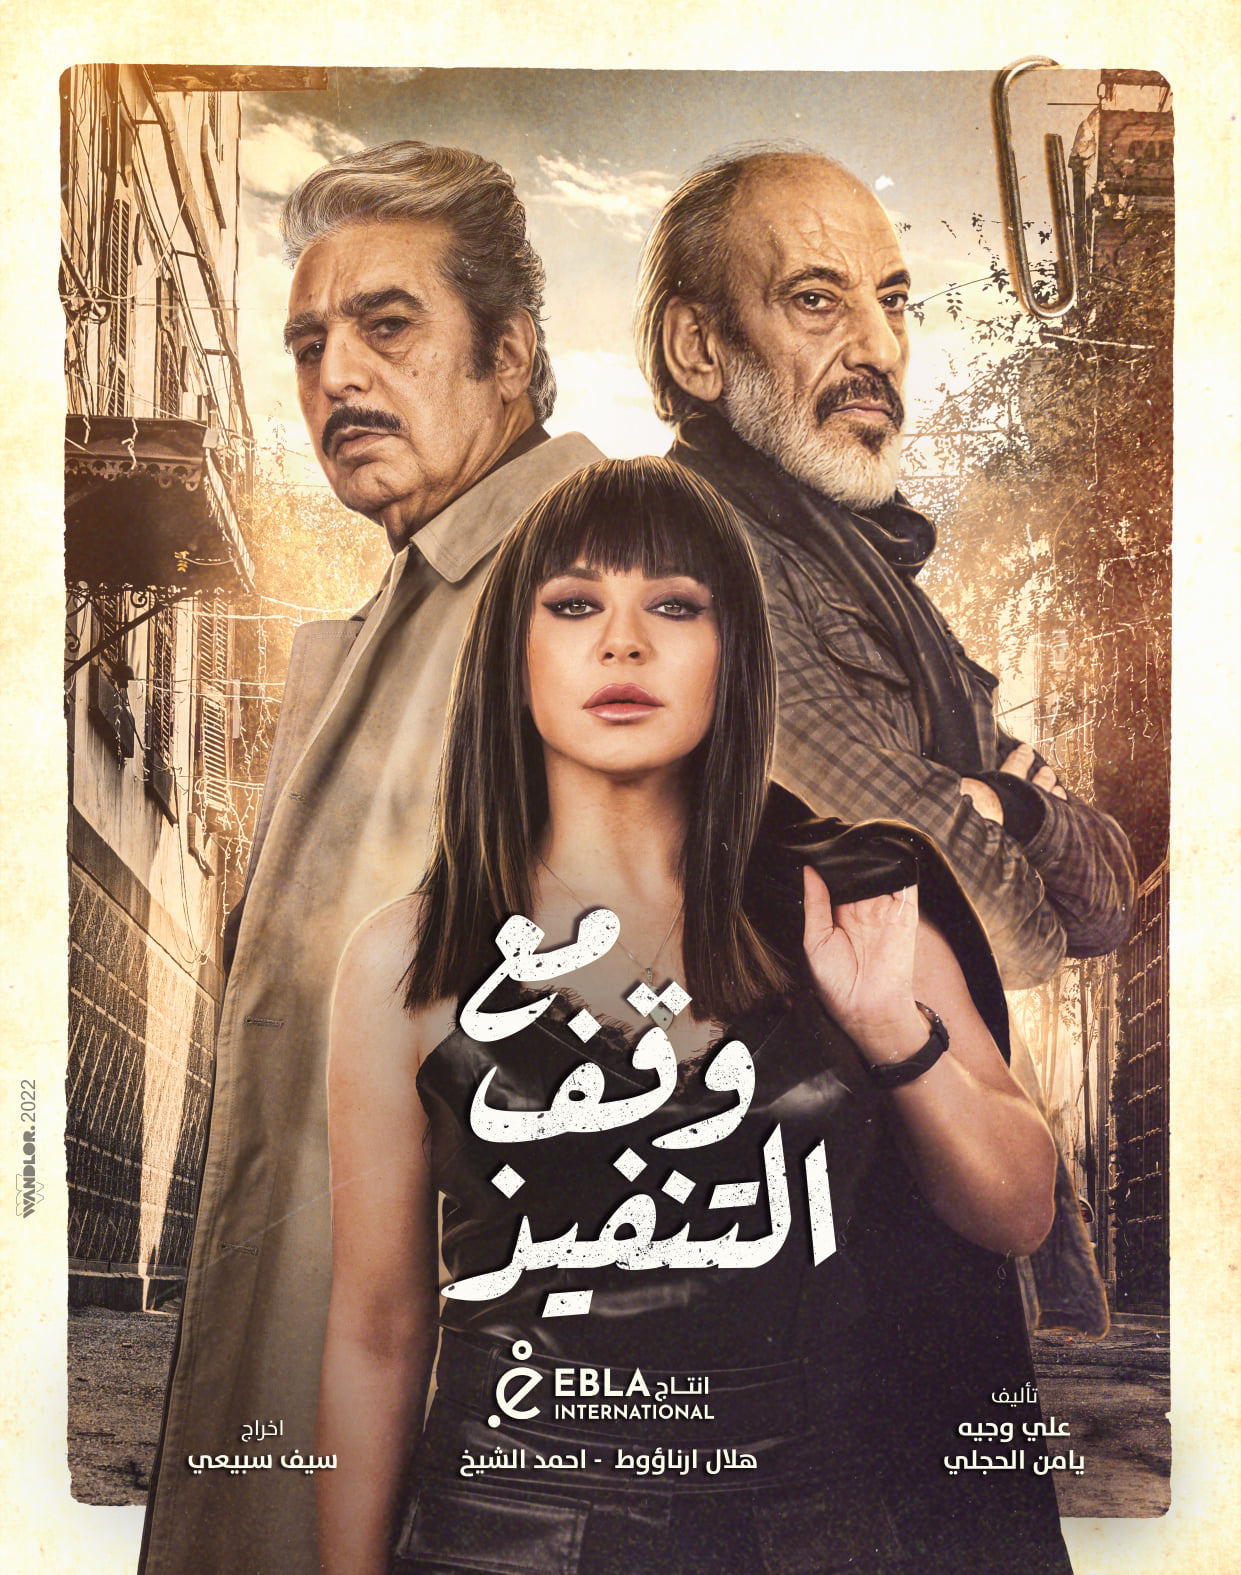 مع
وقف
التنفيذ
EBLA انتاج
INTERNATIONAL
هلال ارناؤوط - احمد الشيخ
تأليف
علي وجيه
يامن الحجلي
اخراج
سيف سبيعي
WANDLOR. 2022